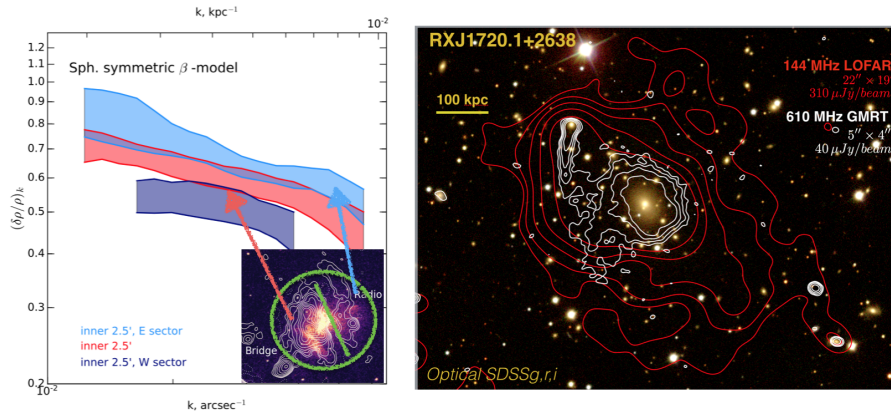 k, kpc⁻¹
10⁻²
1.2
1.0
0.9
0.8
0.7
0.6
0.5
0.4
0.3
0.2
Sph. symmetric β -model
(δρ/ρ)ₖ
Radio
Bridge
inner 2.5', E sector
inner 2.5'
inner 2.5', W sector
10⁻²
k, arcsec⁻¹
RXJ1720.1+2638
100 kpc
144 MHz LOFAR
22″ × 19″
310 μJy/beam
610 MHz GMRT
5″ × 4″
40 μJy/beam
Optical SDSSg,r,i